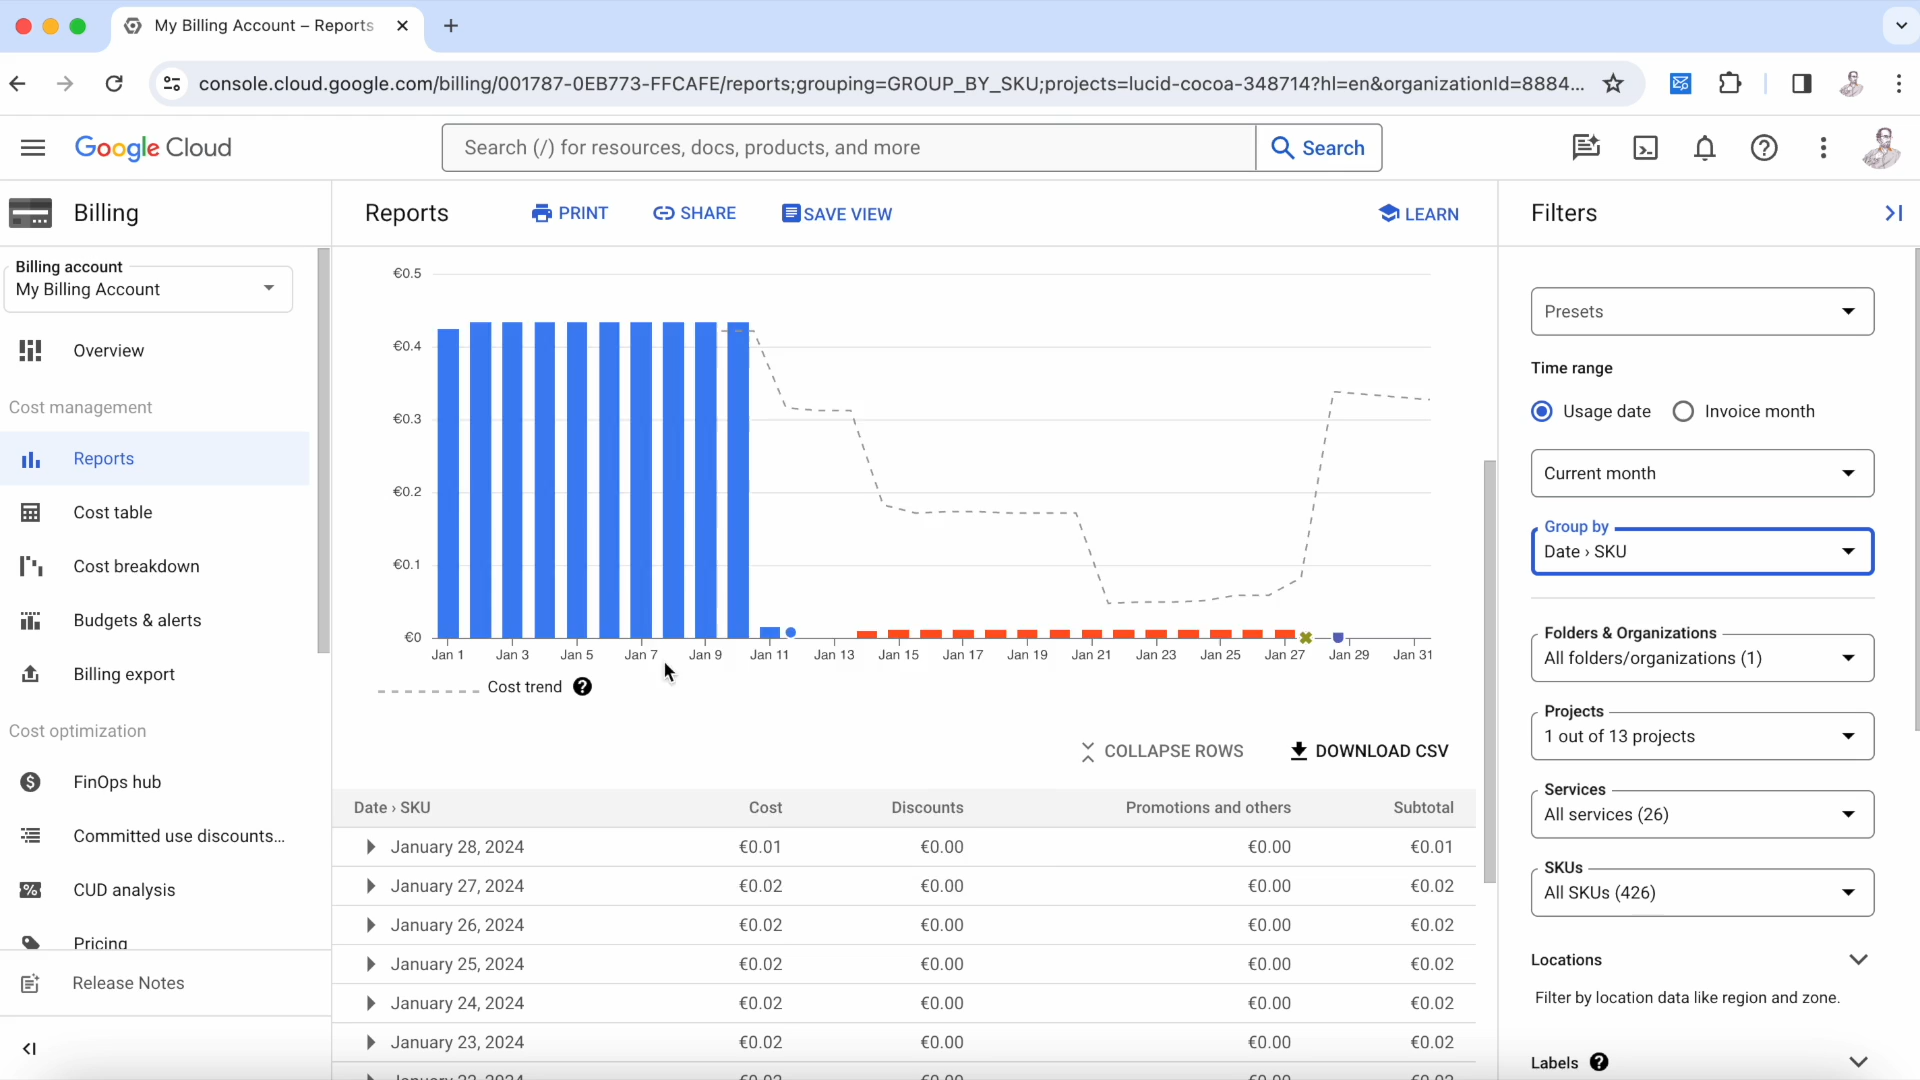 My Billing Account – Reports
console.cloud.google.com/billing/001787-0EB773-FFCAFE/reports;grouping=GROUP_BY_SKU;projects=lucid-cocoa-348714?hl=en&organizationId=8884...
Google Cloud
Search (/) for resources, docs, products, and more
Search
Billing
Billing account
My Billing Account
Overview
Cost management
Reports
Cost table
Cost breakdown
Budgets & alerts
Billing export
Cost optimization
FinOps hub
Committed use discounts...
CUD analysis
Pricing
Release Notes
Reports
PRINT
SHARE
SAVE VIEW
LEARN
€0.5
€0.4
€0.3
€0.2
€0.1
€0
Jan 1 Jan 3 Jan 5 Jan 7 Jan 9 Jan 11 Jan 13 Jan 15 Jan 17 Jan 19 Jan 21 Jan 23 Jan 25 Jan 27 Jan 29 Jan 31
Cost trend
COLLAPSE ROWS
DOWNLOAD CSV
Date › SKU Cost Discounts Promotions and others Subtotal
January 28, 2024 €0.01 €0.00 €0.00 €0.01
January 27, 2024 €0.02 €0.00 €0.00 €0.02
January 26, 2024 €0.02 €0.00 €0.00 €0.02
January 25, 2024 €0.02 €0.00 €0.00 €0.02
January 24, 2024 €0.02 €0.00 €0.00 €0.02
January 23, 2024 €0.02 €0.00 €0.00 €0.02
Filters
Presets
Time range
Usage date
Invoice month
Current month
Group by
Date › SKU
Folders & Organizations
All folders/organizations (1)
Projects
1 out of 13 projects
Services
All services (26)
SKUs
All SKUs (426)
Locations
Filter by location data like region and zone.
Labels